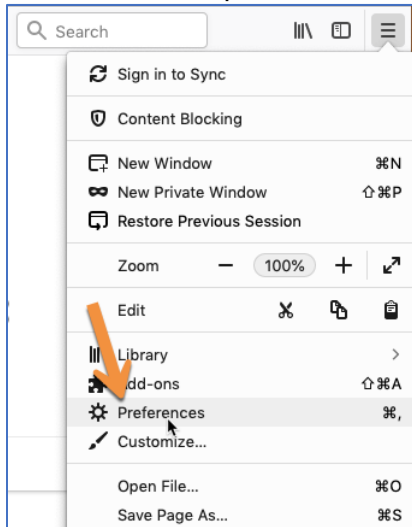 Search
Sign in to Sync
Content Blocking
New Window ⌘N
New Private Window ⇧⌘P
Restore Previous Session
Zoom − 100% +
Edit
Library >
Add-ons ⇧⌘A
Preferences ⌘,
Customize...
Open File... ⌘O
Save Page As... ⌘S